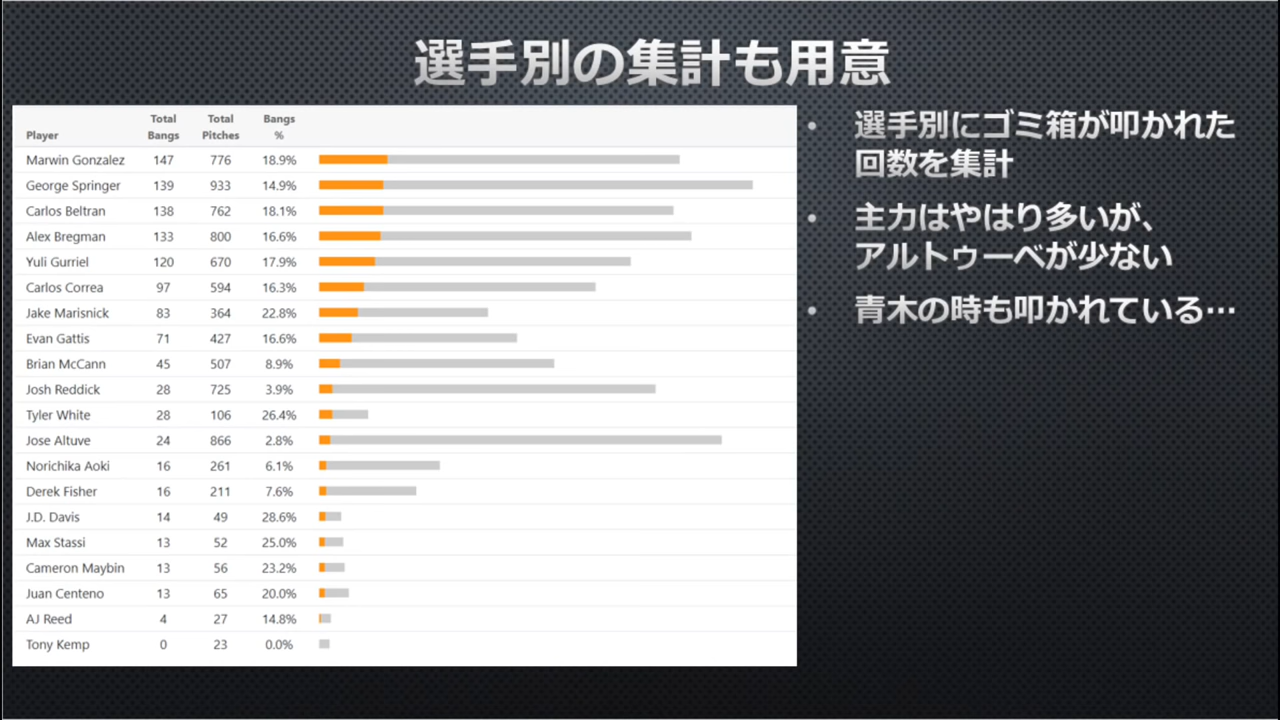 選手別の集計も用意
Player Total Bangs Total Pitches Bangs %
Marwin Gonzalez 147 776 18.9%
George Springer 139 933 14.9%
Carlos Beltran 138 762 18.1%
Alex Bregman 133 800 16.6%
Yuli Gurriel 120 670 17.9%
Carlos Correa 97 594 16.3%
Jake Marisnick 83 364 22.8%
Evan Gattis 71 427 16.6%
Brian McCann 45 507 8.9%
Josh Reddick 28 725 3.9%
Tyler White 28 106 26.4%
Jose Altuve 24 866 2.8%
Norichika Aoki 16 261 6.1%
Derek Fisher 16 211 7.6%
J.D. Davis 14 49 28.6%
Max Stassi 13 52 25.0%
Cameron Maybin 13 56 23.2%
Juan Centeno 13 65 20.0%
AJ Reed 4 27 14.8%
Tony Kemp 0 23 0.0%
• 選手別にゴミ箱が叩かれた
回数を集計
• 主力はやはり多いが、
アルトゥーベが少ない
• 青木の時も叩かれている…